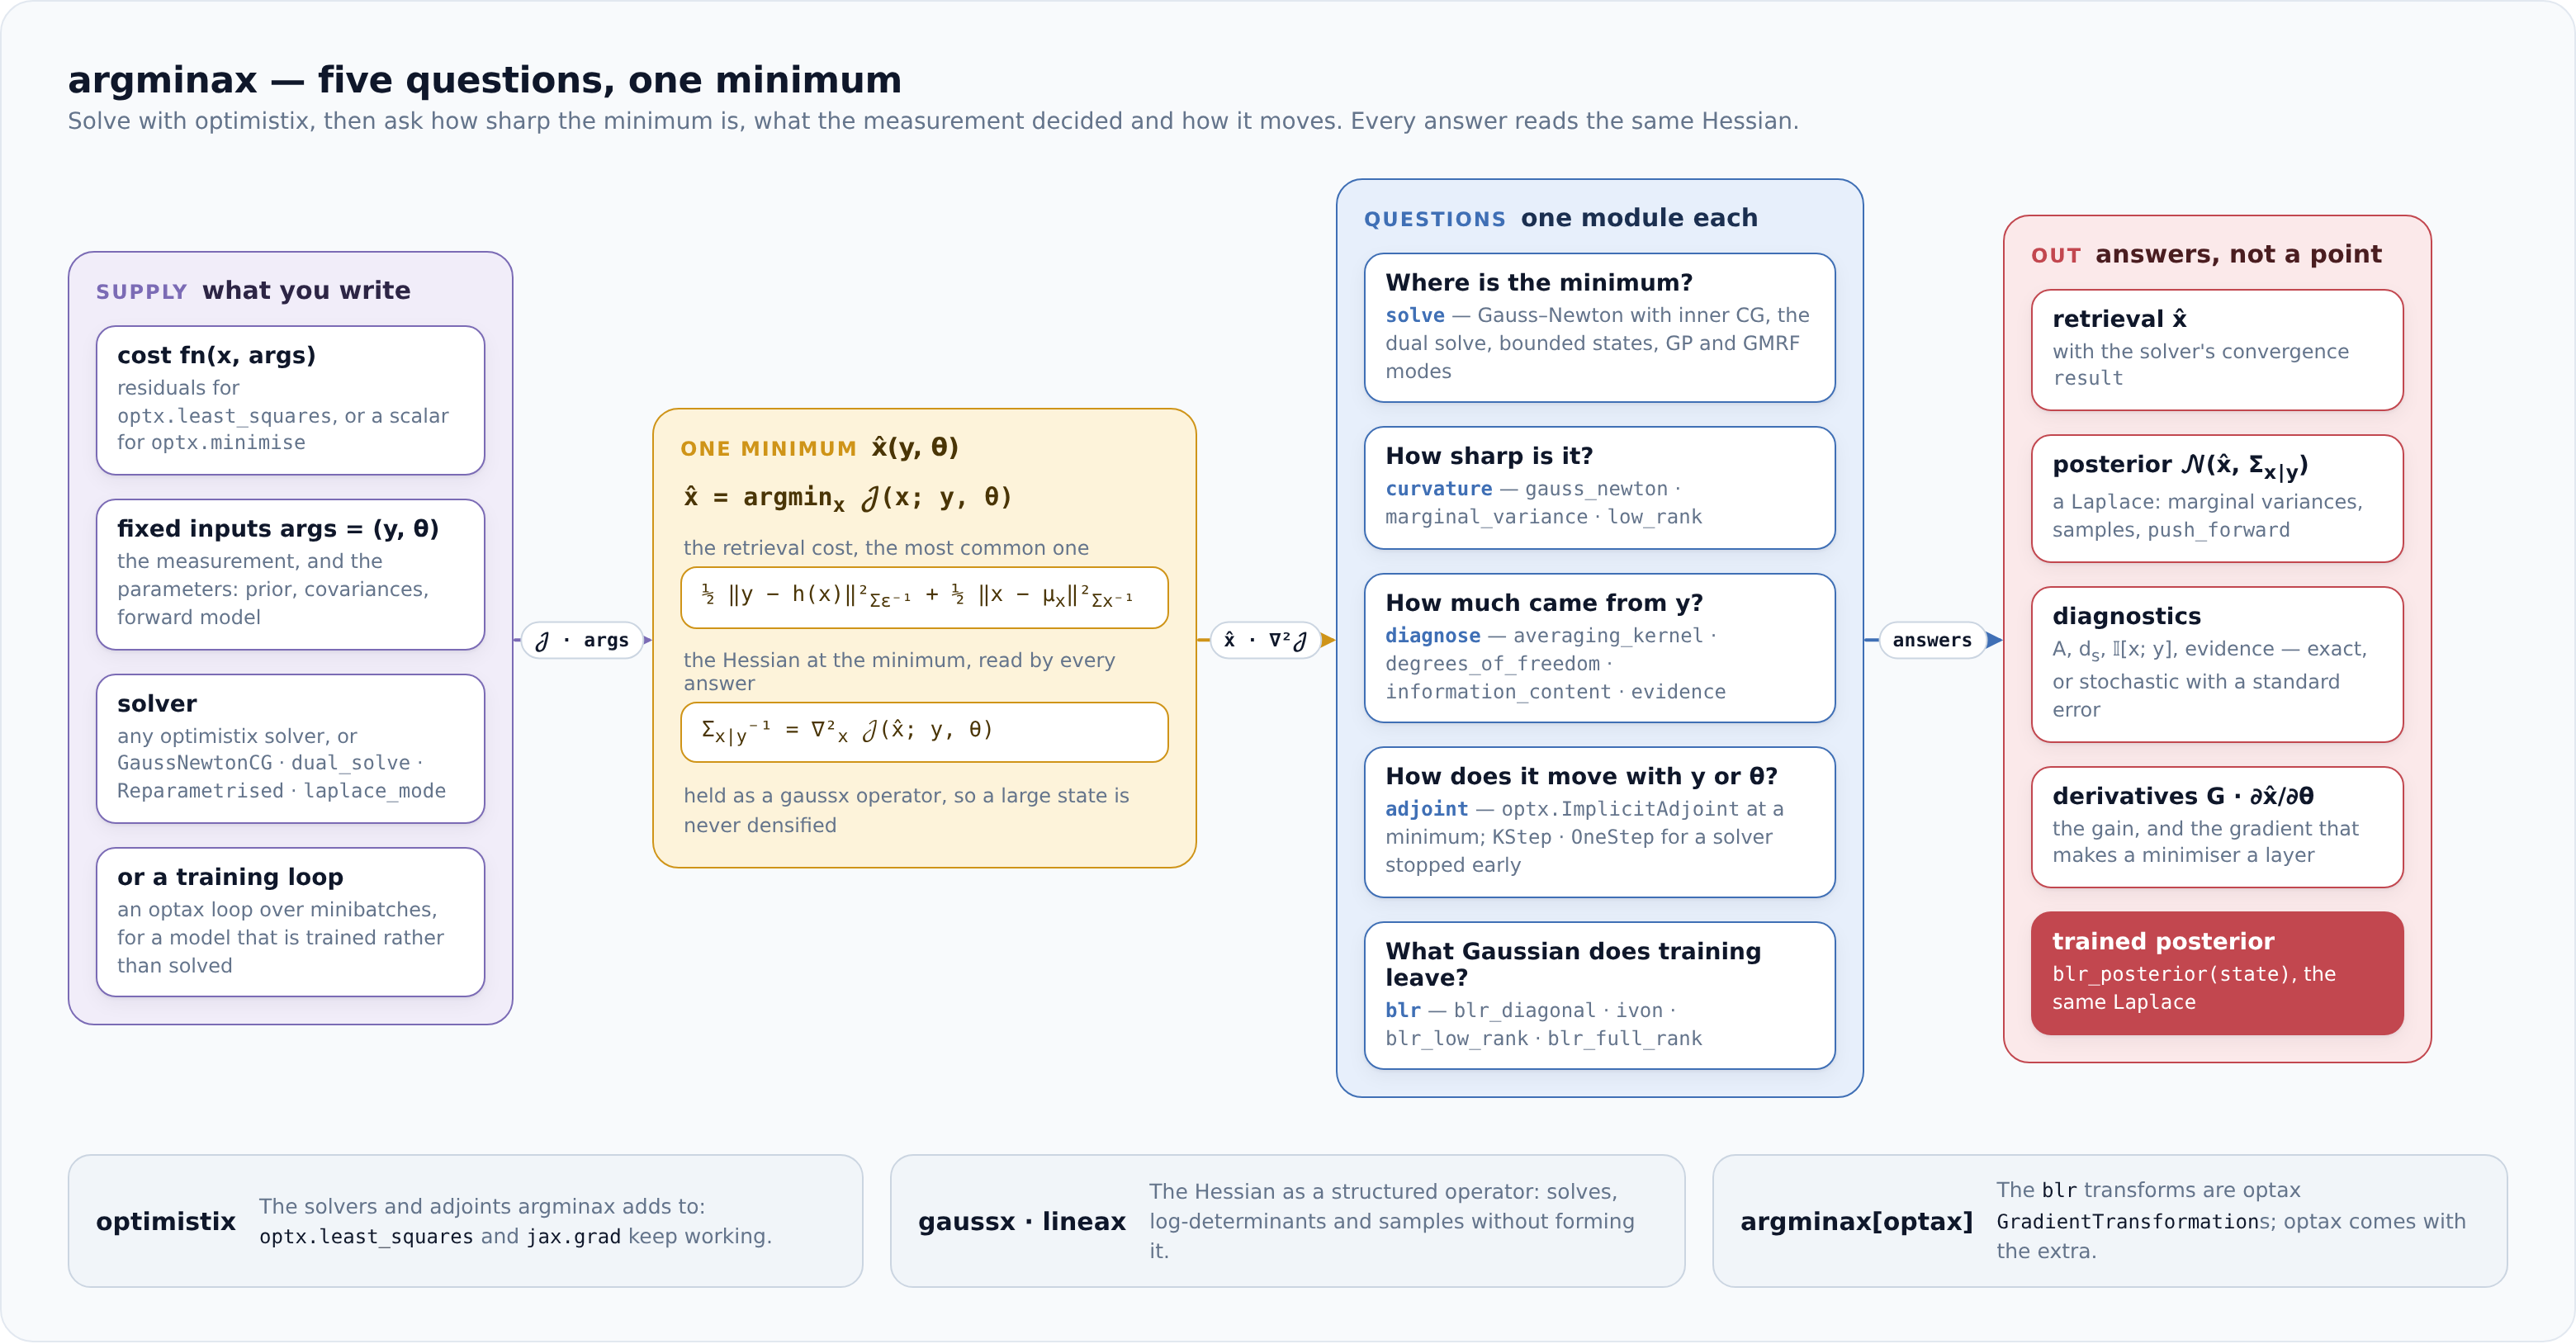 argminax — five questions, one minimum
Solve with optimistix, then ask how sharp the minimum is, what the measurement decided and how it moves. Every answer reads the same Hessian.
SUPPLY what you write
cost fn(x, args)
residuals for
optx.least_squares, or a scalar
for optx.minimise
fixed inputs args = (y, θ)
the measurement, and the
parameters: prior, covariances,
forward model
solver
any optimistix solver, or
GaussNewtonCG · dual_solve ·
Reparametrised · laplace_mode
or a training loop
an optax loop over minibatches,
for a model that is trained rather
than solved
𝒥 · args
ONE MINIMUM x̂(y, θ)
x̂ = argminₓ 𝒥(x; y, θ)
the retrieval cost, the most common one
½ ‖y − h(x)‖²_Σε⁻¹ + ½ ‖x − μₓ‖²_Σx⁻¹
the Hessian at the minimum, read by every
answer
Σ_x|y⁻¹ = ∇²ₓ 𝒥(x̂; y, θ)
held as a gaussx operator, so a large state is
never densified
x̂ · ∇²𝒥
QUESTIONS one module each
Where is the minimum?
solve — Gauss–Newton with inner CG, the
dual solve, bounded states, GP and GMRF
modes
How sharp is it?
curvature — gauss_newton ·
marginal_variance · low_rank
How much came from y?
diagnose — averaging_kernel ·
degrees_of_freedom ·
information_content · evidence
How does it move with y or θ?
adjoint — optx.ImplicitAdjoint at a
minimum; KStep · OneStep for a solver
stopped early
What Gaussian does training
leave?
blr — blr_diagonal · ivon ·
blr_low_rank · blr_full_rank
answers
OUT answers, not a point
retrieval x̂
with the solver's convergence
result
posterior 𝒩(x̂, Σ_x|y)
a Laplace: marginal variances,
samples, push_forward
diagnostics
A, dₛ, 𝕀[x; y], evidence — exact,
or stochastic with a standard
error
derivatives G · ∂x̂/∂θ
the gain, and the gradient that
makes a minimiser a layer
trained posterior
blr_posterior(state), the
same Laplace
optimistix
The solvers and adjoints argminax adds to:
optx.least_squares and jax.grad keep working.
gaussx · lineax
The Hessian as a structured operator: solves,
log-determinants and samples without forming
it.
argminax[optax]
The blr transforms are optax
GradientTransformations; optax comes with
the extra.